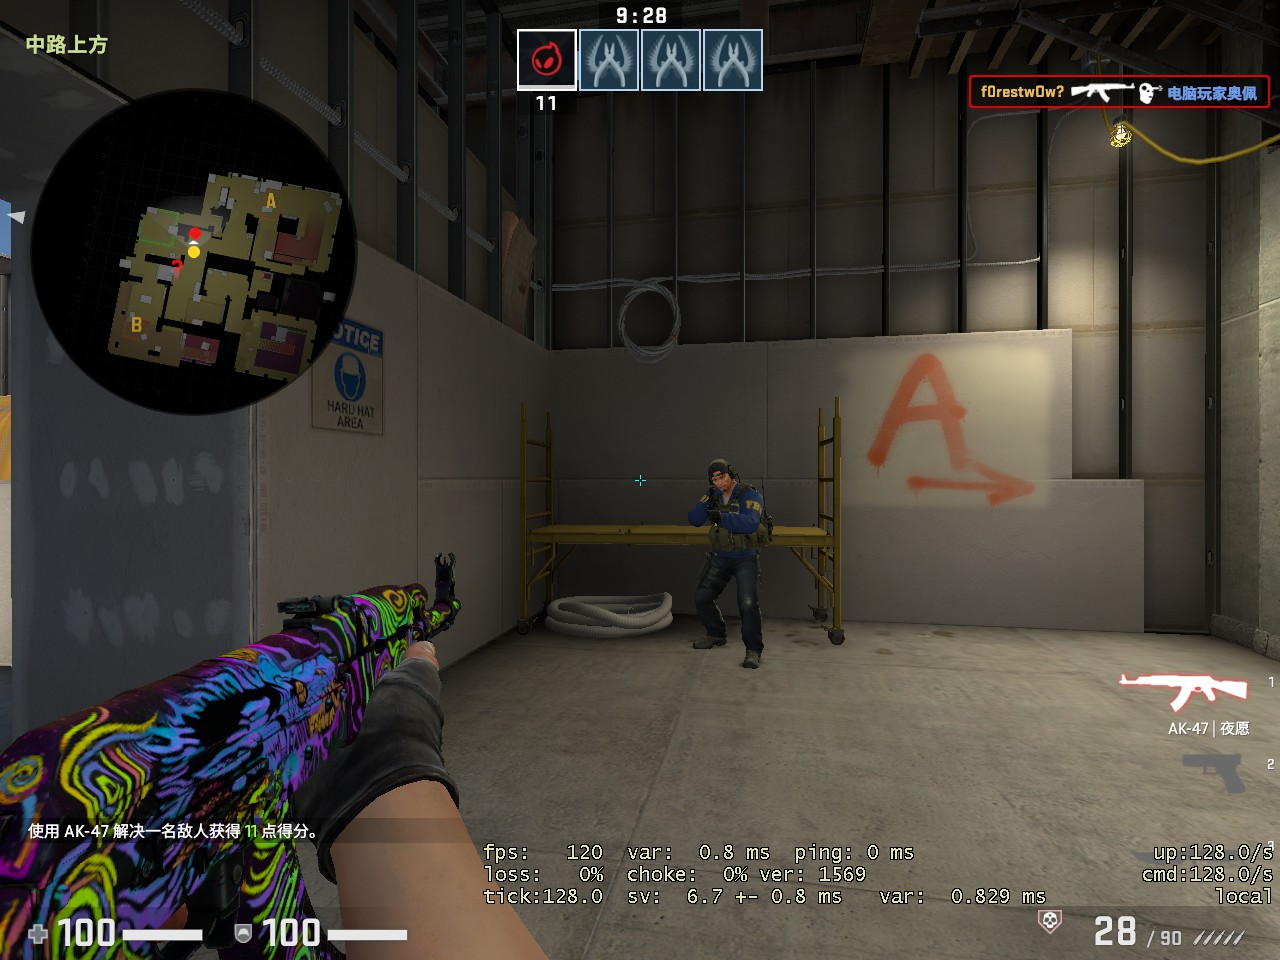 9:28
中路上方
11
f0restw0w? 电脑玩家奥佩
A
B
?
NOTICE
HARD HAT
AREA
A
FB
1
AK-47 | 夜愿
2
3
使用 AK-47 解决一名敌人获得 11 点得分。
fps: 120 var: 0.8 ms ping: 0 ms
loss: 0% choke: 0% ver: 1569
tick:128.0 sv: 6.7 +- 0.8 ms var: 0.829 ms
up:128.0/s
cmd:128.0/s
local
100 100
28 / 90